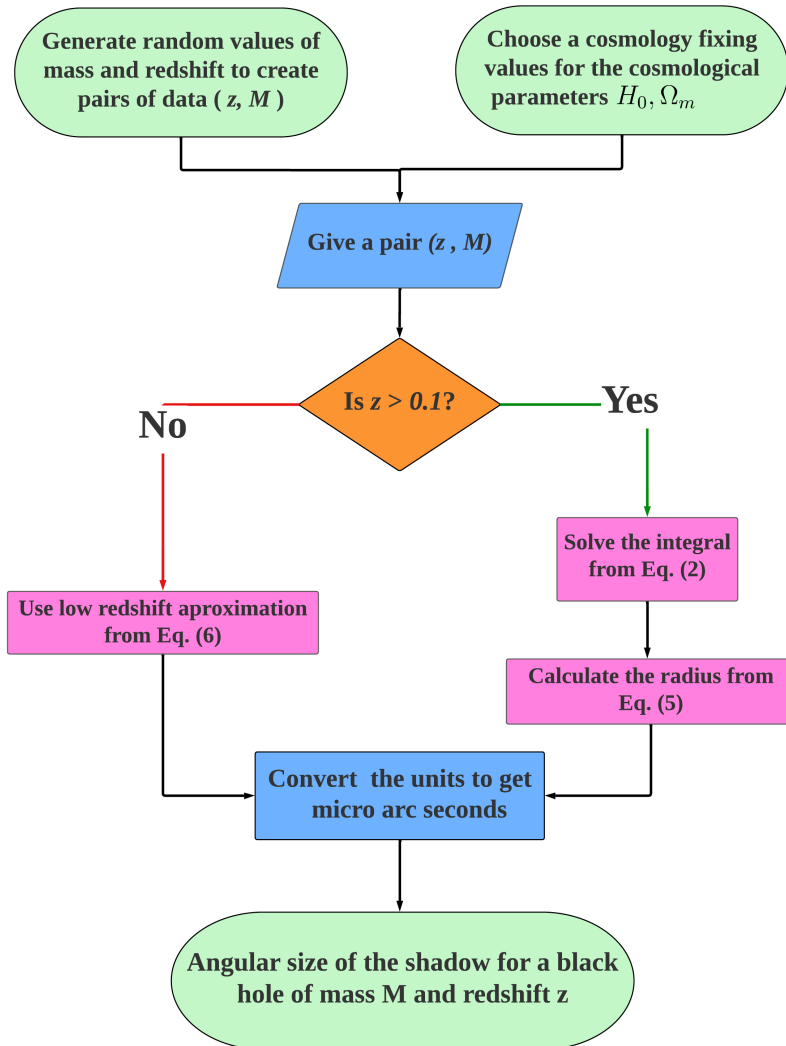 Generate random values of
mass and redshift to create
pairs of data ( z, M )
Choose a cosmology fixing
values for the cosmological
parameters H₀, Ωₘ
Give a pair (z , M)
Is z > 0.1?
No
Yes
Solve the integral
from Eq. (2)
Use low redshift aproximation
from Eq. (6)
Calculate the radius from
Eq. (5)
Convert the units to get
micro arc seconds
Angular size of the shadow for a black
hole of mass M and redshift z